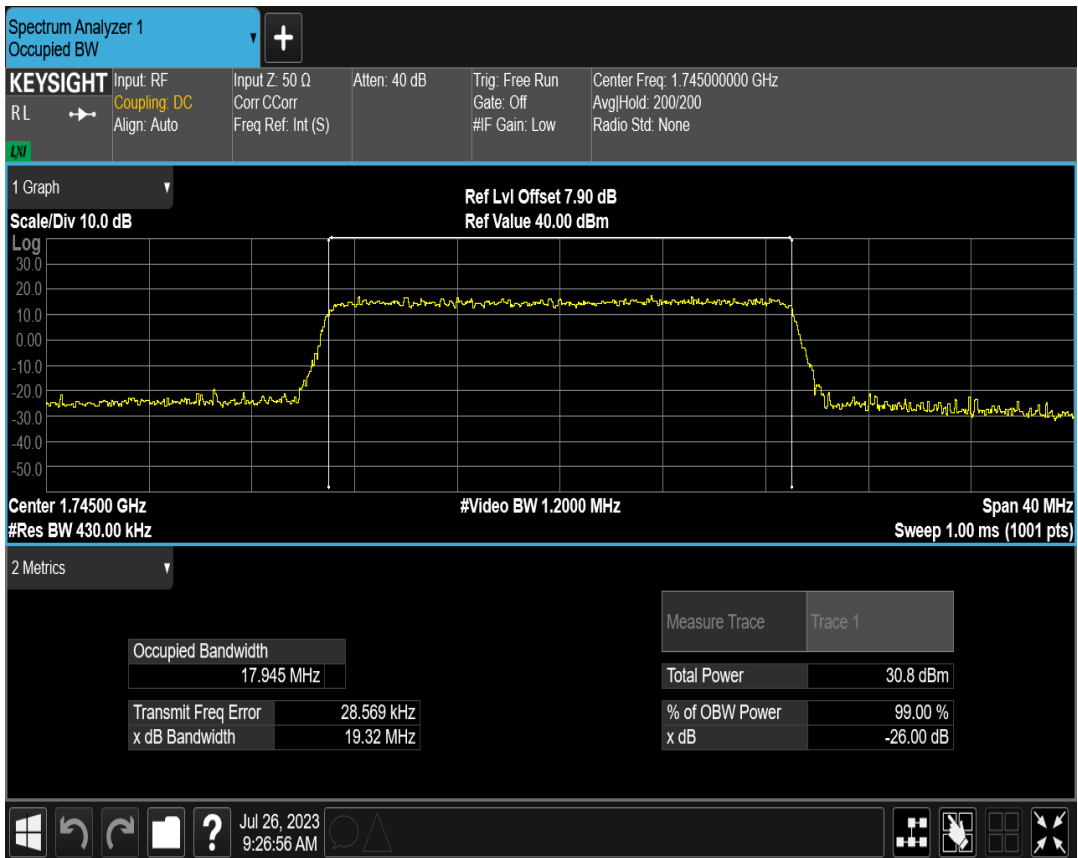 Spectrum Analyzer 1
Occupied BW
KEYSIGHT
RL
LXI
Input: RF
Coupling: DC
Align: Auto
Input Z: 50 Ω
Corr CCorr
Freq Ref: Int (S)
Atten: 40 dB
Trig: Free Run
Gate: Off
#IF Gain: Low
Center Freq: 1.745000000 GHz
Avg|Hold: 200/200
Radio Std: None
1 Graph
Scale/Div 10.0 dB
Ref Lvl Offset 7.90 dB
Ref Value 40.00 dBm
Log
30.0
20.0
10.0
0.00
-10.0
-20.0
-30.0
-40.0
-50.0
Center 1.74500 GHz
#Video BW 1.2000 MHz
Span 40 MHz
#Res BW 430.00 kHz
Sweep 1.00 ms (1001 pts)
2 Metrics
Occupied Bandwidth
17.945 MHz
Transmit Freq Error 28.569 kHz
x dB Bandwidth 19.32 MHz
Measure Trace Trace 1
Total Power 30.8 dBm
% of OBW Power 99.00 %
x dB -26.00 dB
?
Jul 26, 2023
9:26:56 AM